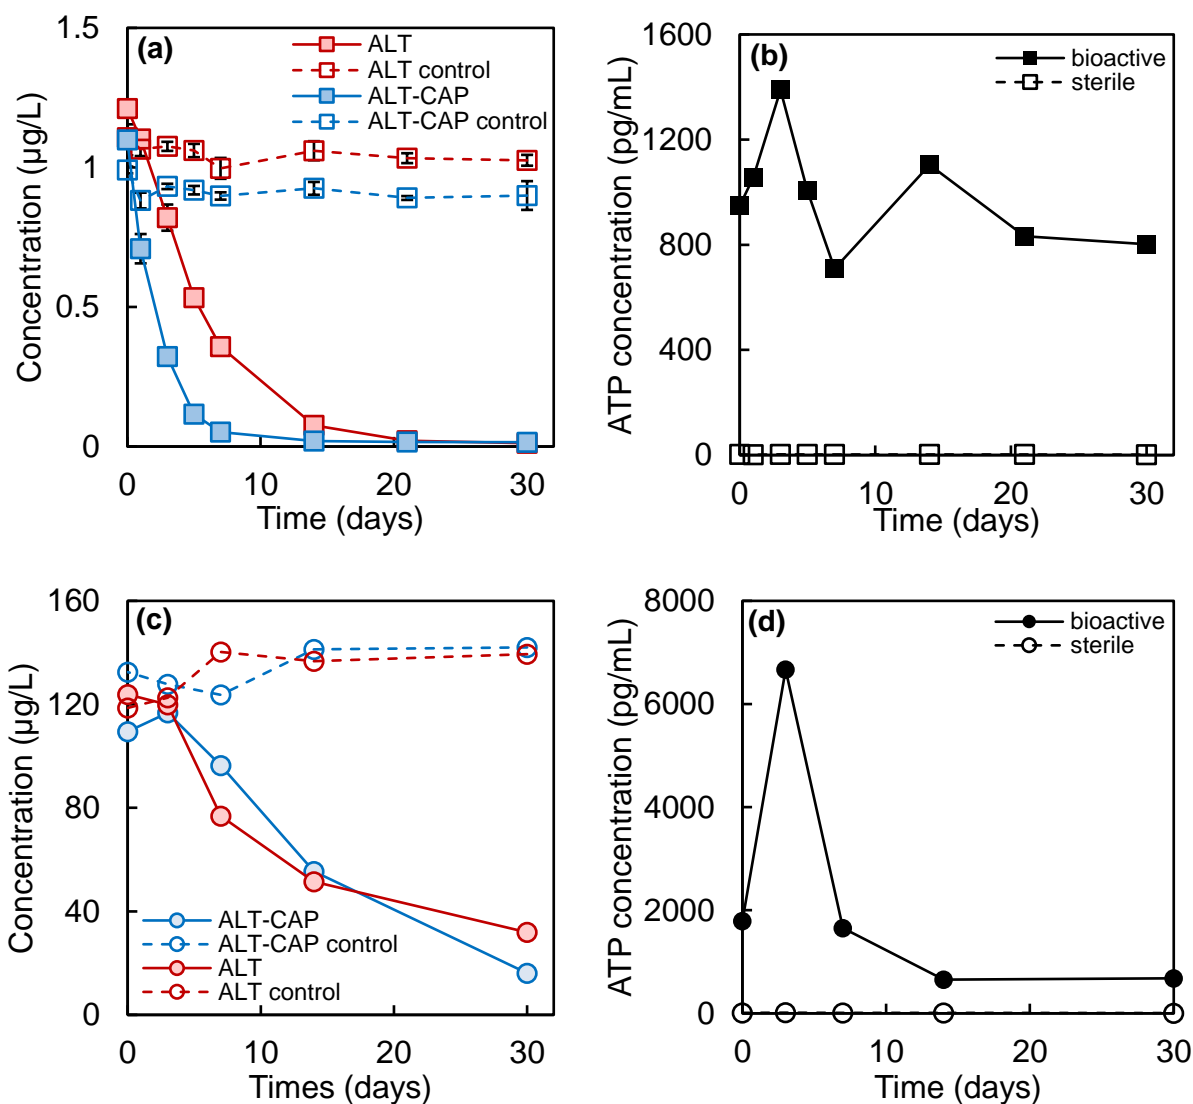 (a)
ALT
ALT control
ALT-CAP
ALT-CAP control
Concentration (µg/L)
1.5
1
0.5
0
0 10 20 30
Time (days)
(b)
bioactive
sterile
ATP concentration (pg/mL)
1600
1200
800
400
0
0 10 20 30
Time (days)
(c)
Concentration (µg/L)
160
120
80
40
0
ALT-CAP
ALT-CAP control
ALT
ALT control
0 10 20 30
Times (days)
(d)
bioactive
sterile
ATP concentration (pg/mL)
8000
6000
4000
2000
0
0 10 20 30
Time (days)